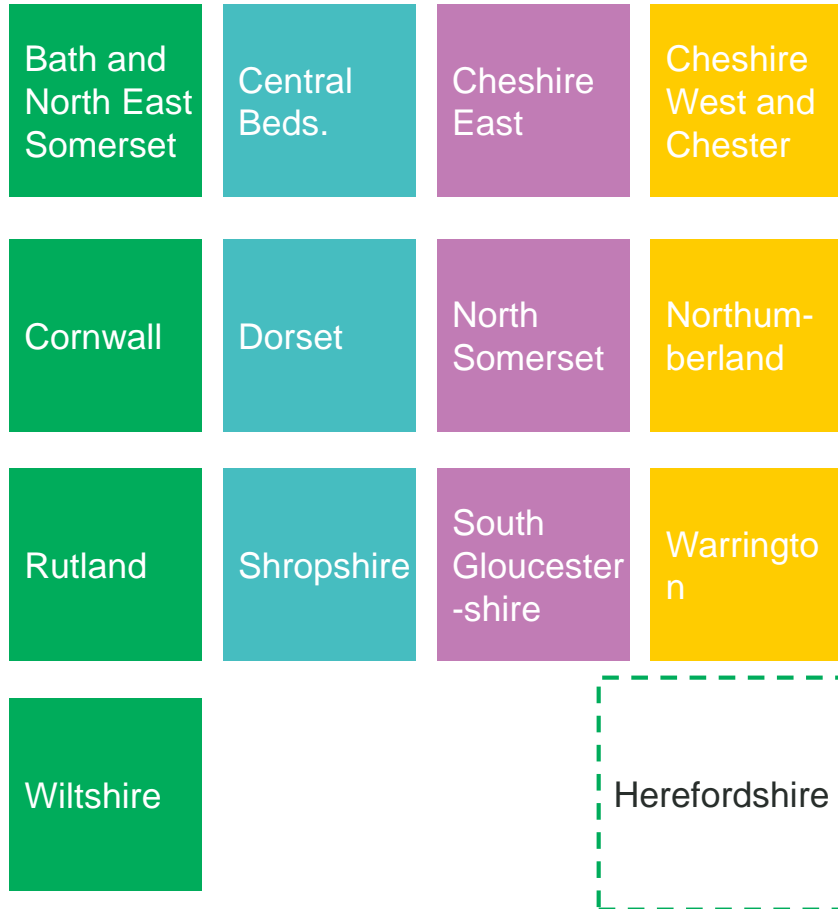 Bath and
North East
Somerset
Central
Beds.
Cheshire
East
Cheshire
West and
Chester
Cornwall
Dorset
North
Somerset
Northum-
berland
Rutland
Shropshire
South
Gloucester
-shire
Warringto
n
Wiltshire
Herefordshire